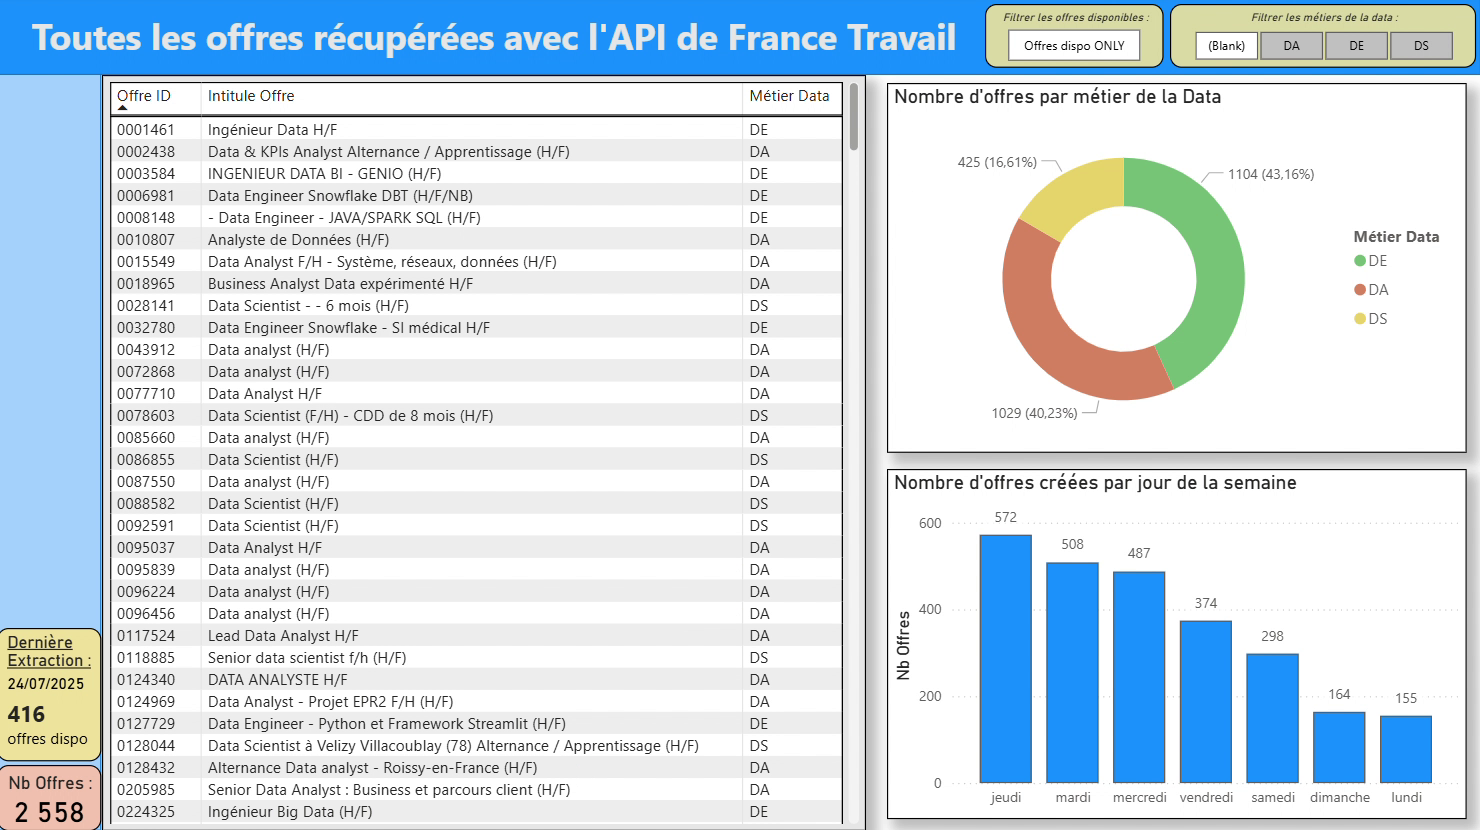 Toutes les offres récupérées avec l'API de France Travail
Filtrer les offres disponibles :
Offres dispo ONLY
Filtrer les métiers de la data :
(Blank) DA DE DS
Offre ID Intitule Offre Métier Data
0001461 Ingénieur Data H/F DE
0002438 Data & KPIs Analyst Alternance / Apprentissage (H/F) DA
0003584 INGENIEUR DATA BI - GENIO (H/F) DE
0006981 Data Engineer Snowflake DBT (H/F/NB) DE
0008148 - Data Engineer - JAVA/SPARK SQL (H/F) DE
0010807 Analyste de Données (H/F) DA
0015549 Data Analyst F/H - Système, réseaux, données (H/F) DA
0018965 Business Analyst Data expérimenté H/F DA
0028141 Data Scientist - - 6 mois (H/F) DS
0032780 Data Engineer Snowflake - SI médical H/F DE
0043912 Data analyst (H/F) DA
0072868 Data analyst (H/F) DA
0077710 Data Analyst H/F DA
0078603 Data Scientist (F/H) - CDD de 8 mois (H/F) DS
0085660 Data analyst (H/F) DA
0086855 Data Scientist (H/F) DS
0087550 Data analyst (H/F) DA
0088582 Data Scientist (H/F) DS
0092591 Data Scientist (H/F) DS
0095037 Data Analyst H/F DA
0095839 Data analyst (H/F) DA
0096224 Data analyst (H/F) DA
0096456 Data analyst (H/F) DA
0117524 Lead Data Analyst H/F DA
0118885 Senior data scientist f/h (H/F) DS
0124340 DATA ANALYSTE H/F DA
0124969 Data Analyst - Projet EPR2 F/H (H/F) DA
0127729 Data Engineer - Python et Framework Streamlit (H/F) DE
0128044 Data Scientist à Velizy Villacoublay (78) Alternance / Apprentissage (H/F) DS
0128432 Alternance Data analyst - Roissy-en-France (H/F) DA
0205985 Senior Data Analyst : Business et parcours client (H/F) DA
0224325 Ingénieur Big Data (H/F) DE
Dernière
Extraction :
24/07/2025
416
offres dispo
Nb Offres :
2 558
Nombre d'offres par métier de la Data
425 (16,61%)
1104 (43,16%)
1029 (40,23%)
Métier Data
DE
DA
DS
Nombre d'offres créées par jour de la semaine
Nb Offres
600
400
200
0
572
508
487
374
298
164
155
jeudi mardi mercredi vendredi samedi dimanche lundi